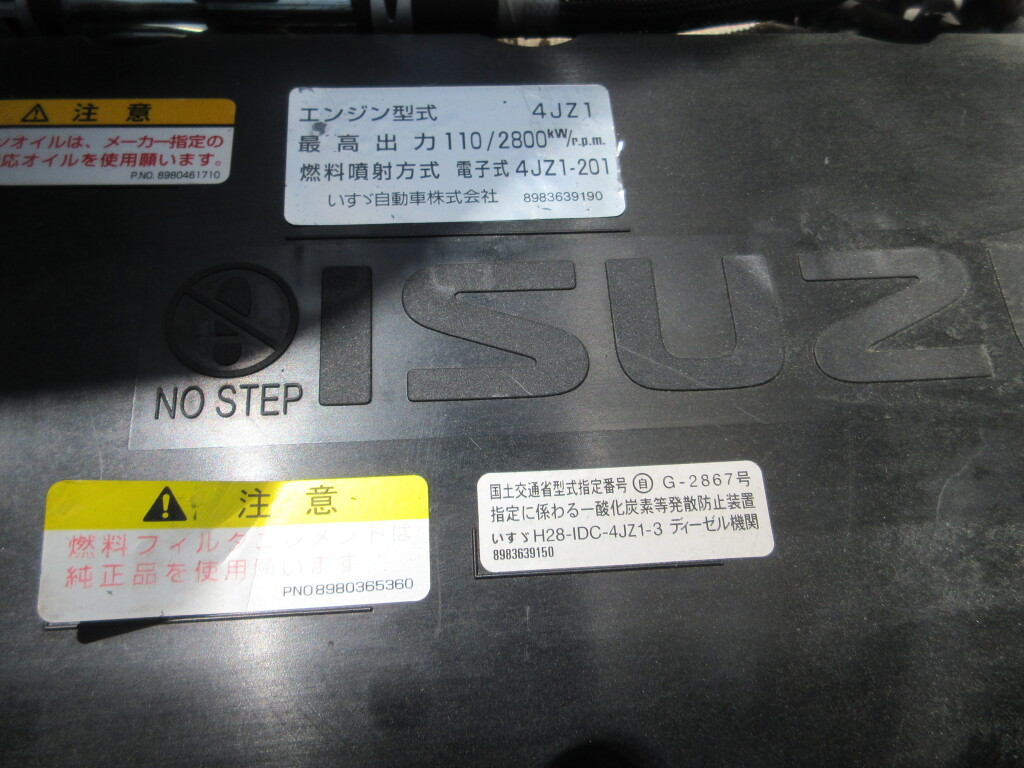 注意
ンオイルは、メーカー指定の
応オイルを使用願います。
P.NO. 8980461710
エンジン型式 4JZ1
最高出力 110/2800kW/r.p.m.
燃料噴射方式 電子式 4JZ1-201
いすゞ自動車株式会社 8983639190
ISUZ
NO STEP
注意
燃料フィルタエレメントは
純正品を使用願います
PNO8980365360
国土交通省型式指定番号 自 G-2867号
指定に係わる一酸化炭素等発散防止装置
いすゞH28-IDC-4JZ1-3 ディーゼル機関
8983639150